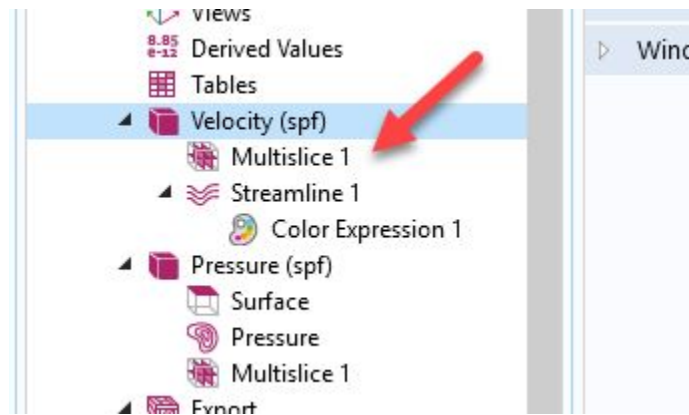 Views
8.85
e-12
Derived Values
Tables
Velocity (spf)
Multislice 1
Streamline 1
Color Expression 1
Pressure (spf)
Surface
Pressure
Multislice 1
Export
Wind